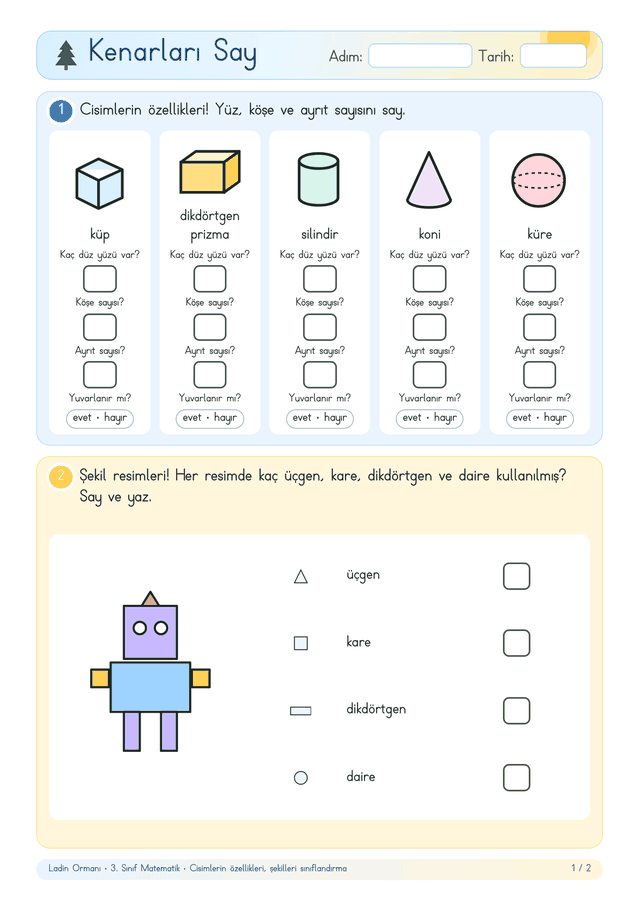 Kenarları Say
Adım:
Tarih:
1
Cisimlerin özellikleri! Yüz, köşe ve ayrıt sayısını say.
küp
Kaç düz yüzü var?
Köşe sayısı?
Ayrıt sayısı?
Yuvarlanır mı?
evet • hayır
dikdörtgen
prizma
Kaç düz yüzü var?
Köşe sayısı?
Ayrıt sayısı?
Yuvarlanır mı?
evet • hayır
silindir
Kaç düz yüzü var?
Köşe sayısı?
Ayrıt sayısı?
Yuvarlanır mı?
evet • hayır
koni
Kaç düz yüzü var?
Köşe sayısı?
Ayrıt sayısı?
Yuvarlanır mı?
evet • hayır
küre
Kaç düz yüzü var?
Köşe sayısı?
Ayrıt sayısı?
Yuvarlanır mı?
evet • hayır
2
Şekil resimleri! Her resimde kaç üçgen, kare, dikdörtgen ve daire kullanılmış?
Say ve yaz.
üçgen
kare
dikdörtgen
daire
Ladin Ormanı • 3. Sınıf Matematik • Cisimlerin özellikleri, şekilleri sınıflandırma
1 / 2